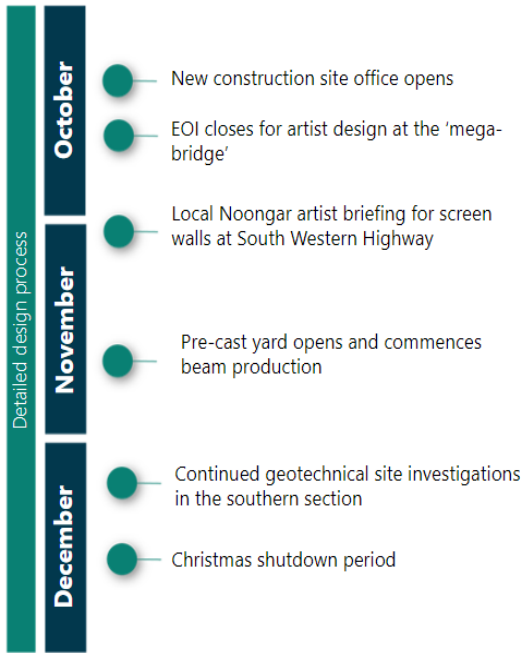 Detailed design process
October
New construction site office opens
EOI closes for artist design at the ‘mega-
bridge’
November
Local Noongar artist briefing for screen
walls at South Western Highway
Pre-cast yard opens and commences
beam production
December
Continued geotechnical site investigations
in the southern section
Christmas shutdown period